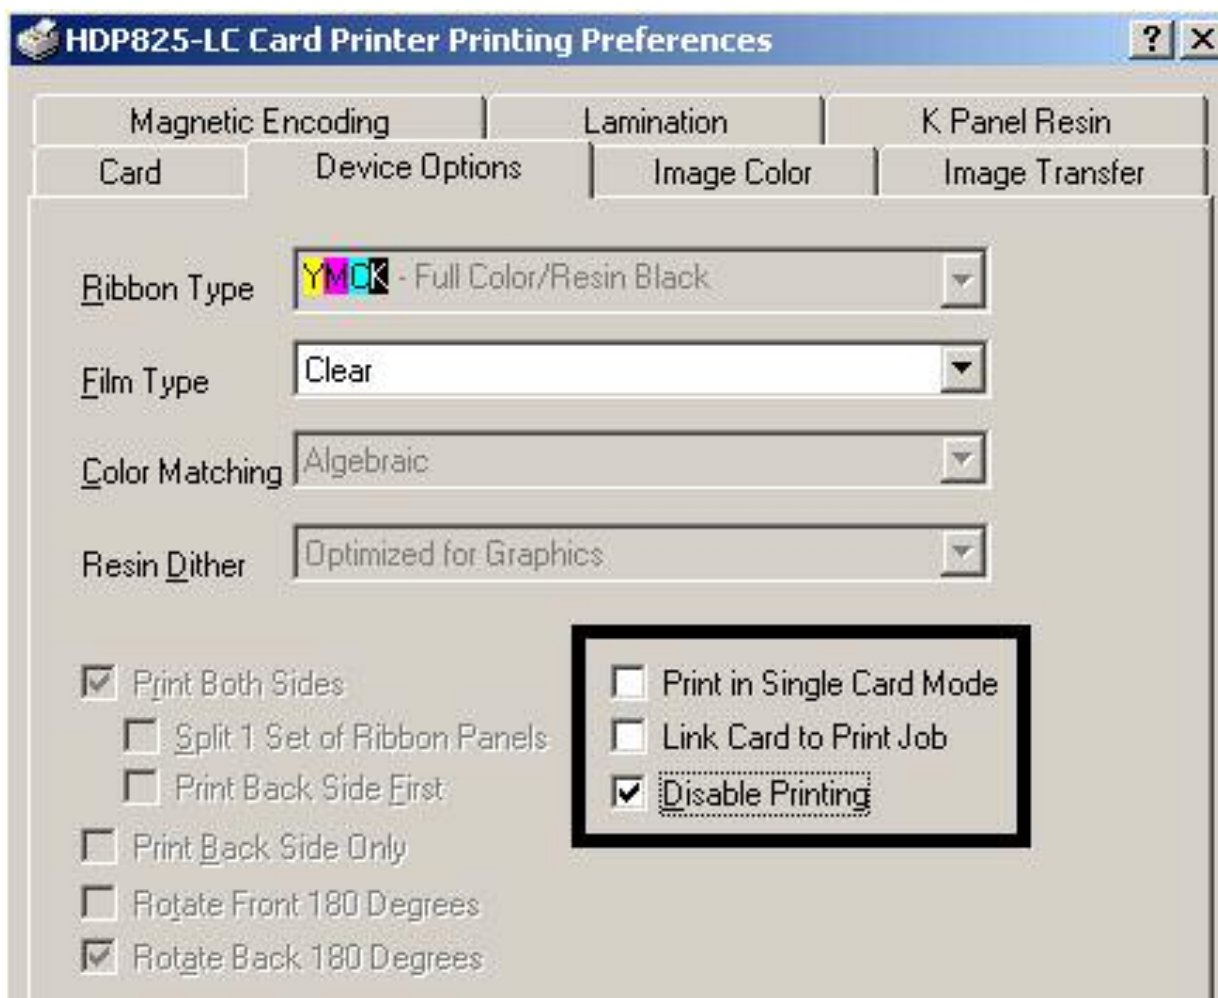 HDP825-LC Card Printer Printing Preferences
Magnetic Encoding Lamination K Panel Resin
Card Device Options Image Color Image Transfer
Ribbon Type YMCK - Full Color/Resin Black
Film Type Clear
Color Matching Algebraic
Resin Dither Optimized for Graphics
Print Both Sides Print in Single Card Mode
Split 1 Set of Ribbon Panels Link Card to Print Job
Print Back Side First Disable Printing
Print Back Side Only
Rotate Front 180 Degrees
Rotate Back 180 Degrees